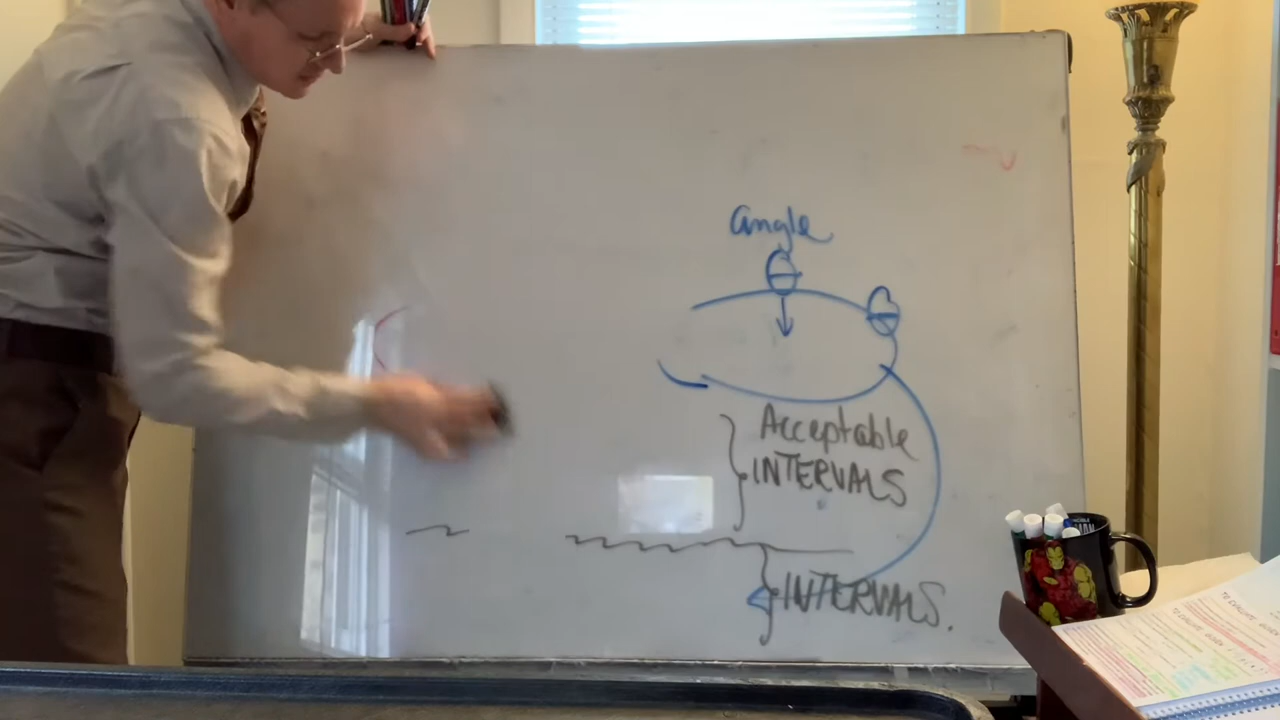 angle
θ
θ
Acceptable
INTERVALS
INTERVALS.